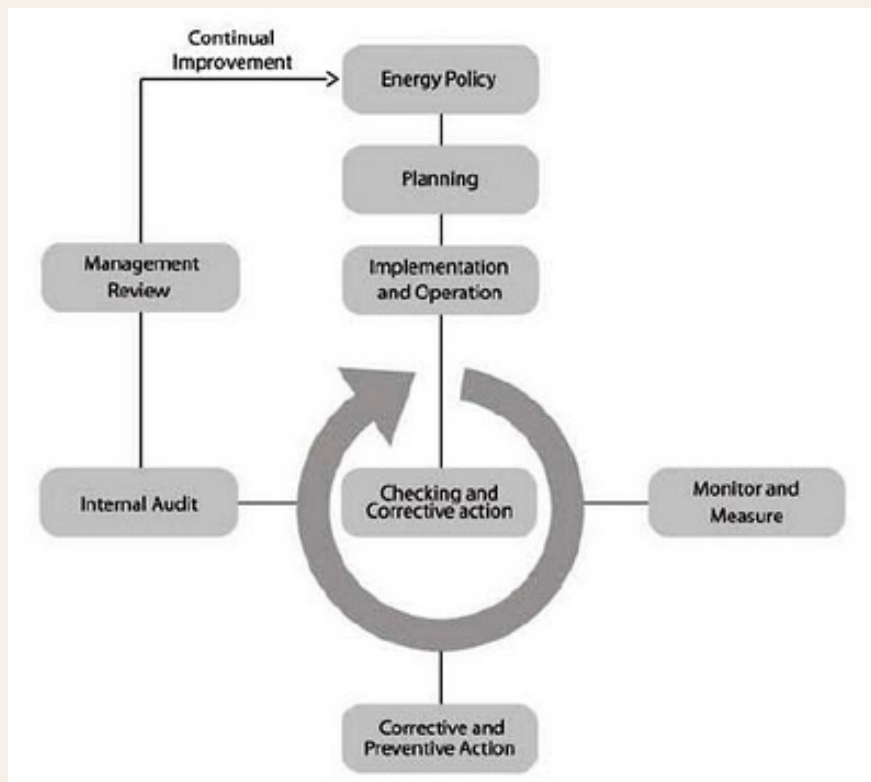 Continual
Improvement
Energy Policy
Planning
Management
Review
Implementation
and Operation
Internal Audit
Checking and
Corrective action
Monitor and
Measure
Corrective and
Preventive Action